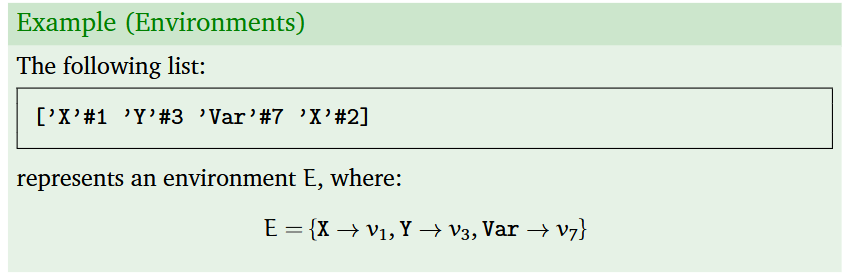 Example (Environments)
The following list:
[’X’#1 ’Y’#3 ’Var’#7 ’X’#2]
represents an environment E, where:
E = {X → v₁, Y → v₃, Var → v₇}